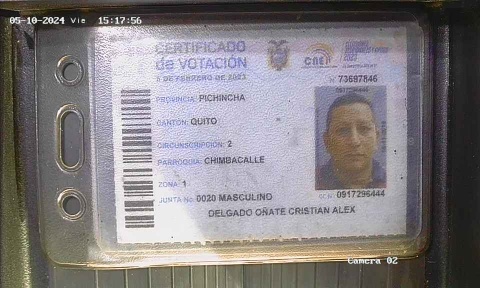 05-10-2024 Vie 15:17:56
CERTIFICADO
de VOTACIÓN
5 DE FEBRERO DE 2023
cne
N. 73697846
PROVINCIA: PICHINCHA
CANTÓN: QUITO
CIRCUNSCRIPCIÓN: 2
PARROQUIA: CHIMBACALLE
ZONA: 1
JUNTA No. 0020 MASCULINO
0917296444
DELGADO OÑATE CRISTIAN ALEX
Camera 02